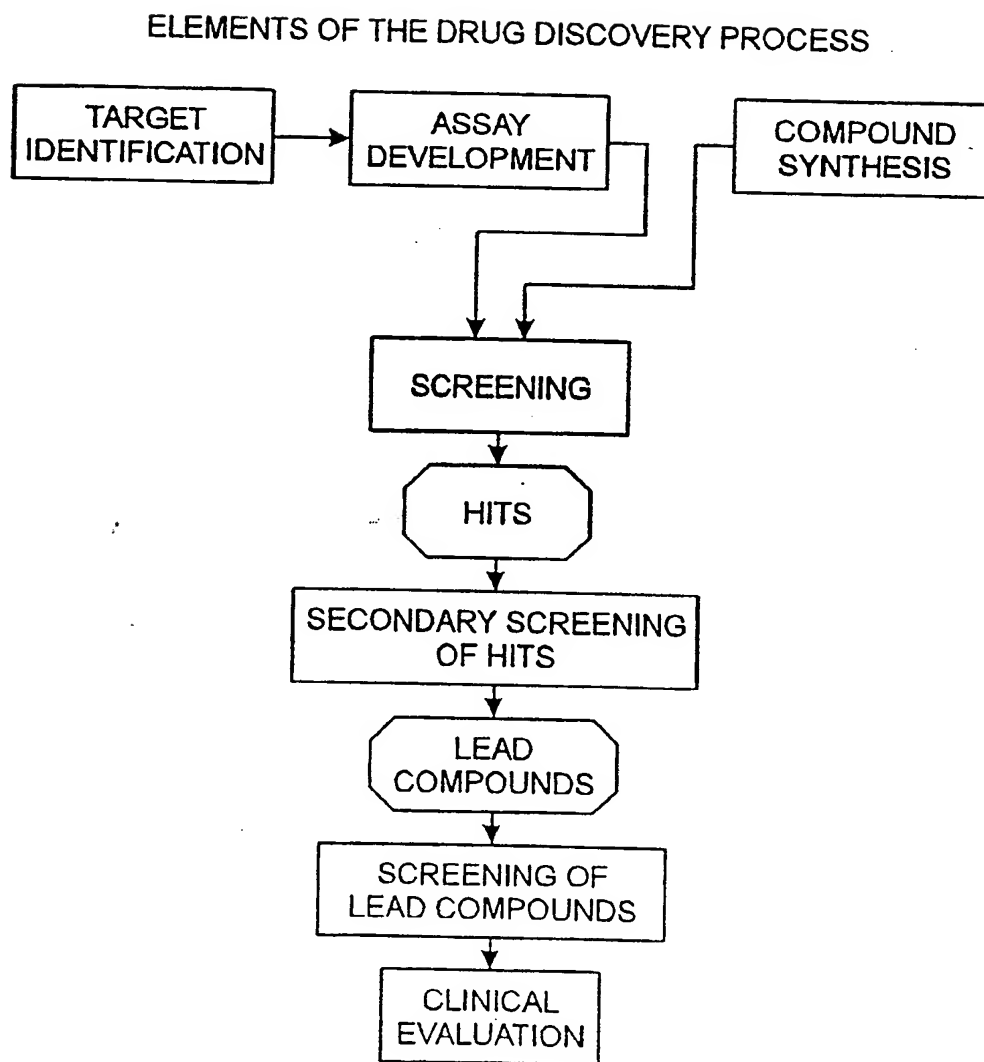 ELEMENTS OF THE DRUG DISCOVERY PROCESS
TARGET
IDENTIFICATION
ASSAY
DEVELOPMENT
COMPOUND
SYNTHESIS
SCREENING
HITS
SECONDARY SCREENING
OF HITS
LEAD
COMPOUNDS
SCREENING OF
LEAD COMPOUNDS
CLINICAL
EVALUATION